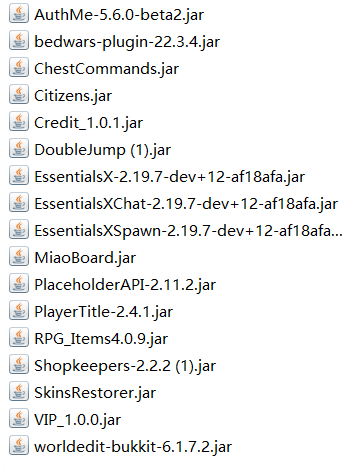 AuthMe-5.6.0-beta2.jar
bedwars-plugin-22.3.4.jar
ChestCommands.jar
Citizens.jar
Credit_1.0.1.jar
DoubleJump (1).jar
EssentialsX-2.19.7-dev+12-af18afa.jar
EssentialsXChat-2.19.7-dev+12-af18afa.jar
EssentialsXSpawn-2.19.7-dev+12-af18afa...
MiaoBoard.jar
PlaceholderAPI-2.11.2.jar
PlayerTitle-2.4.1.jar
RPG_Items4.0.9.jar
Shopkeepers-2.2.2 (1).jar
SkinsRestorer.jar
VIP_1.0.0.jar
worldedit-bukkit-6.1.7.2.jar